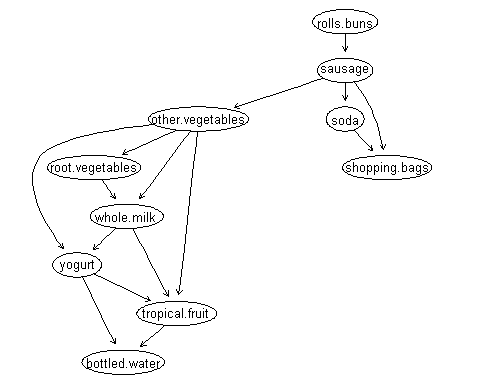 rolls.buns
sausage
other.vegetables
soda
root.vegetables
shopping.bags
whole.milk
yogurt
tropical.fruit
bottled.water